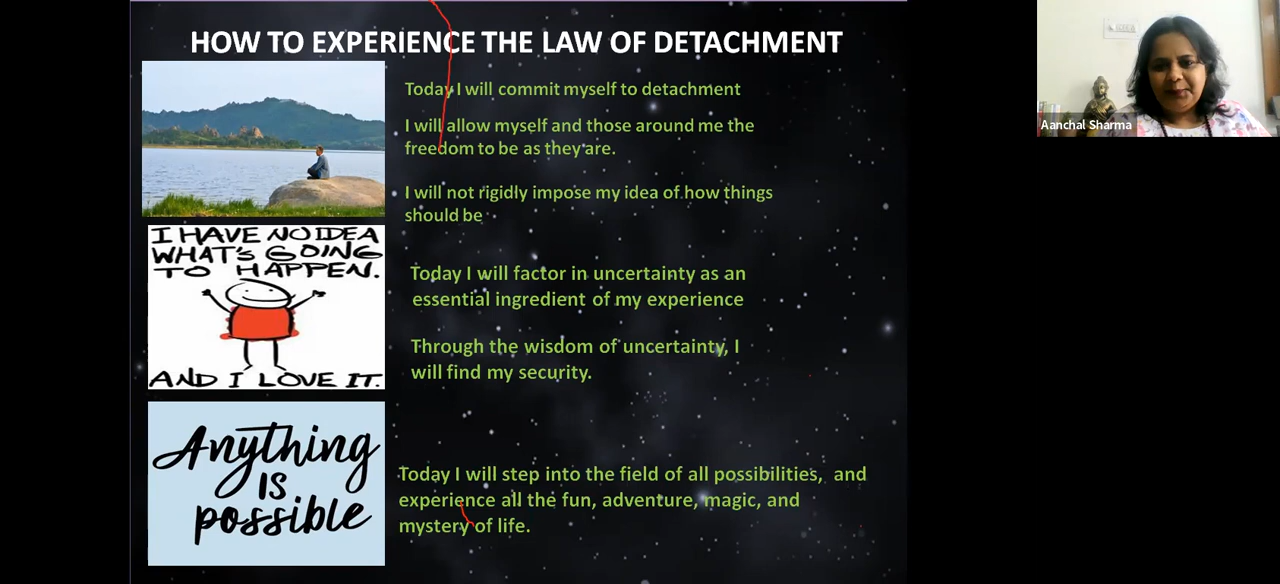 HOW TO EXPERIENCE THE LAW OF DETACHMENT
Today I will commit myself to detachment
I will allow myself and those around me the
freedom to be as they are.
I will not rigidly impose my idea of how things
should be
I HAVE NO IDEA
WHAT'S GOING
TO HAPPEN.
AND I LOVE IT.
Today I will factor in uncertainty as an
essential ingredient of my experience
Through the wisdom of uncertainty, I
will find my security.
Anything
IS
possible
Today I will step into the field of all possibilities, and
experience all the fun, adventure, magic, and
mystery of life.
Aanchal Sharma